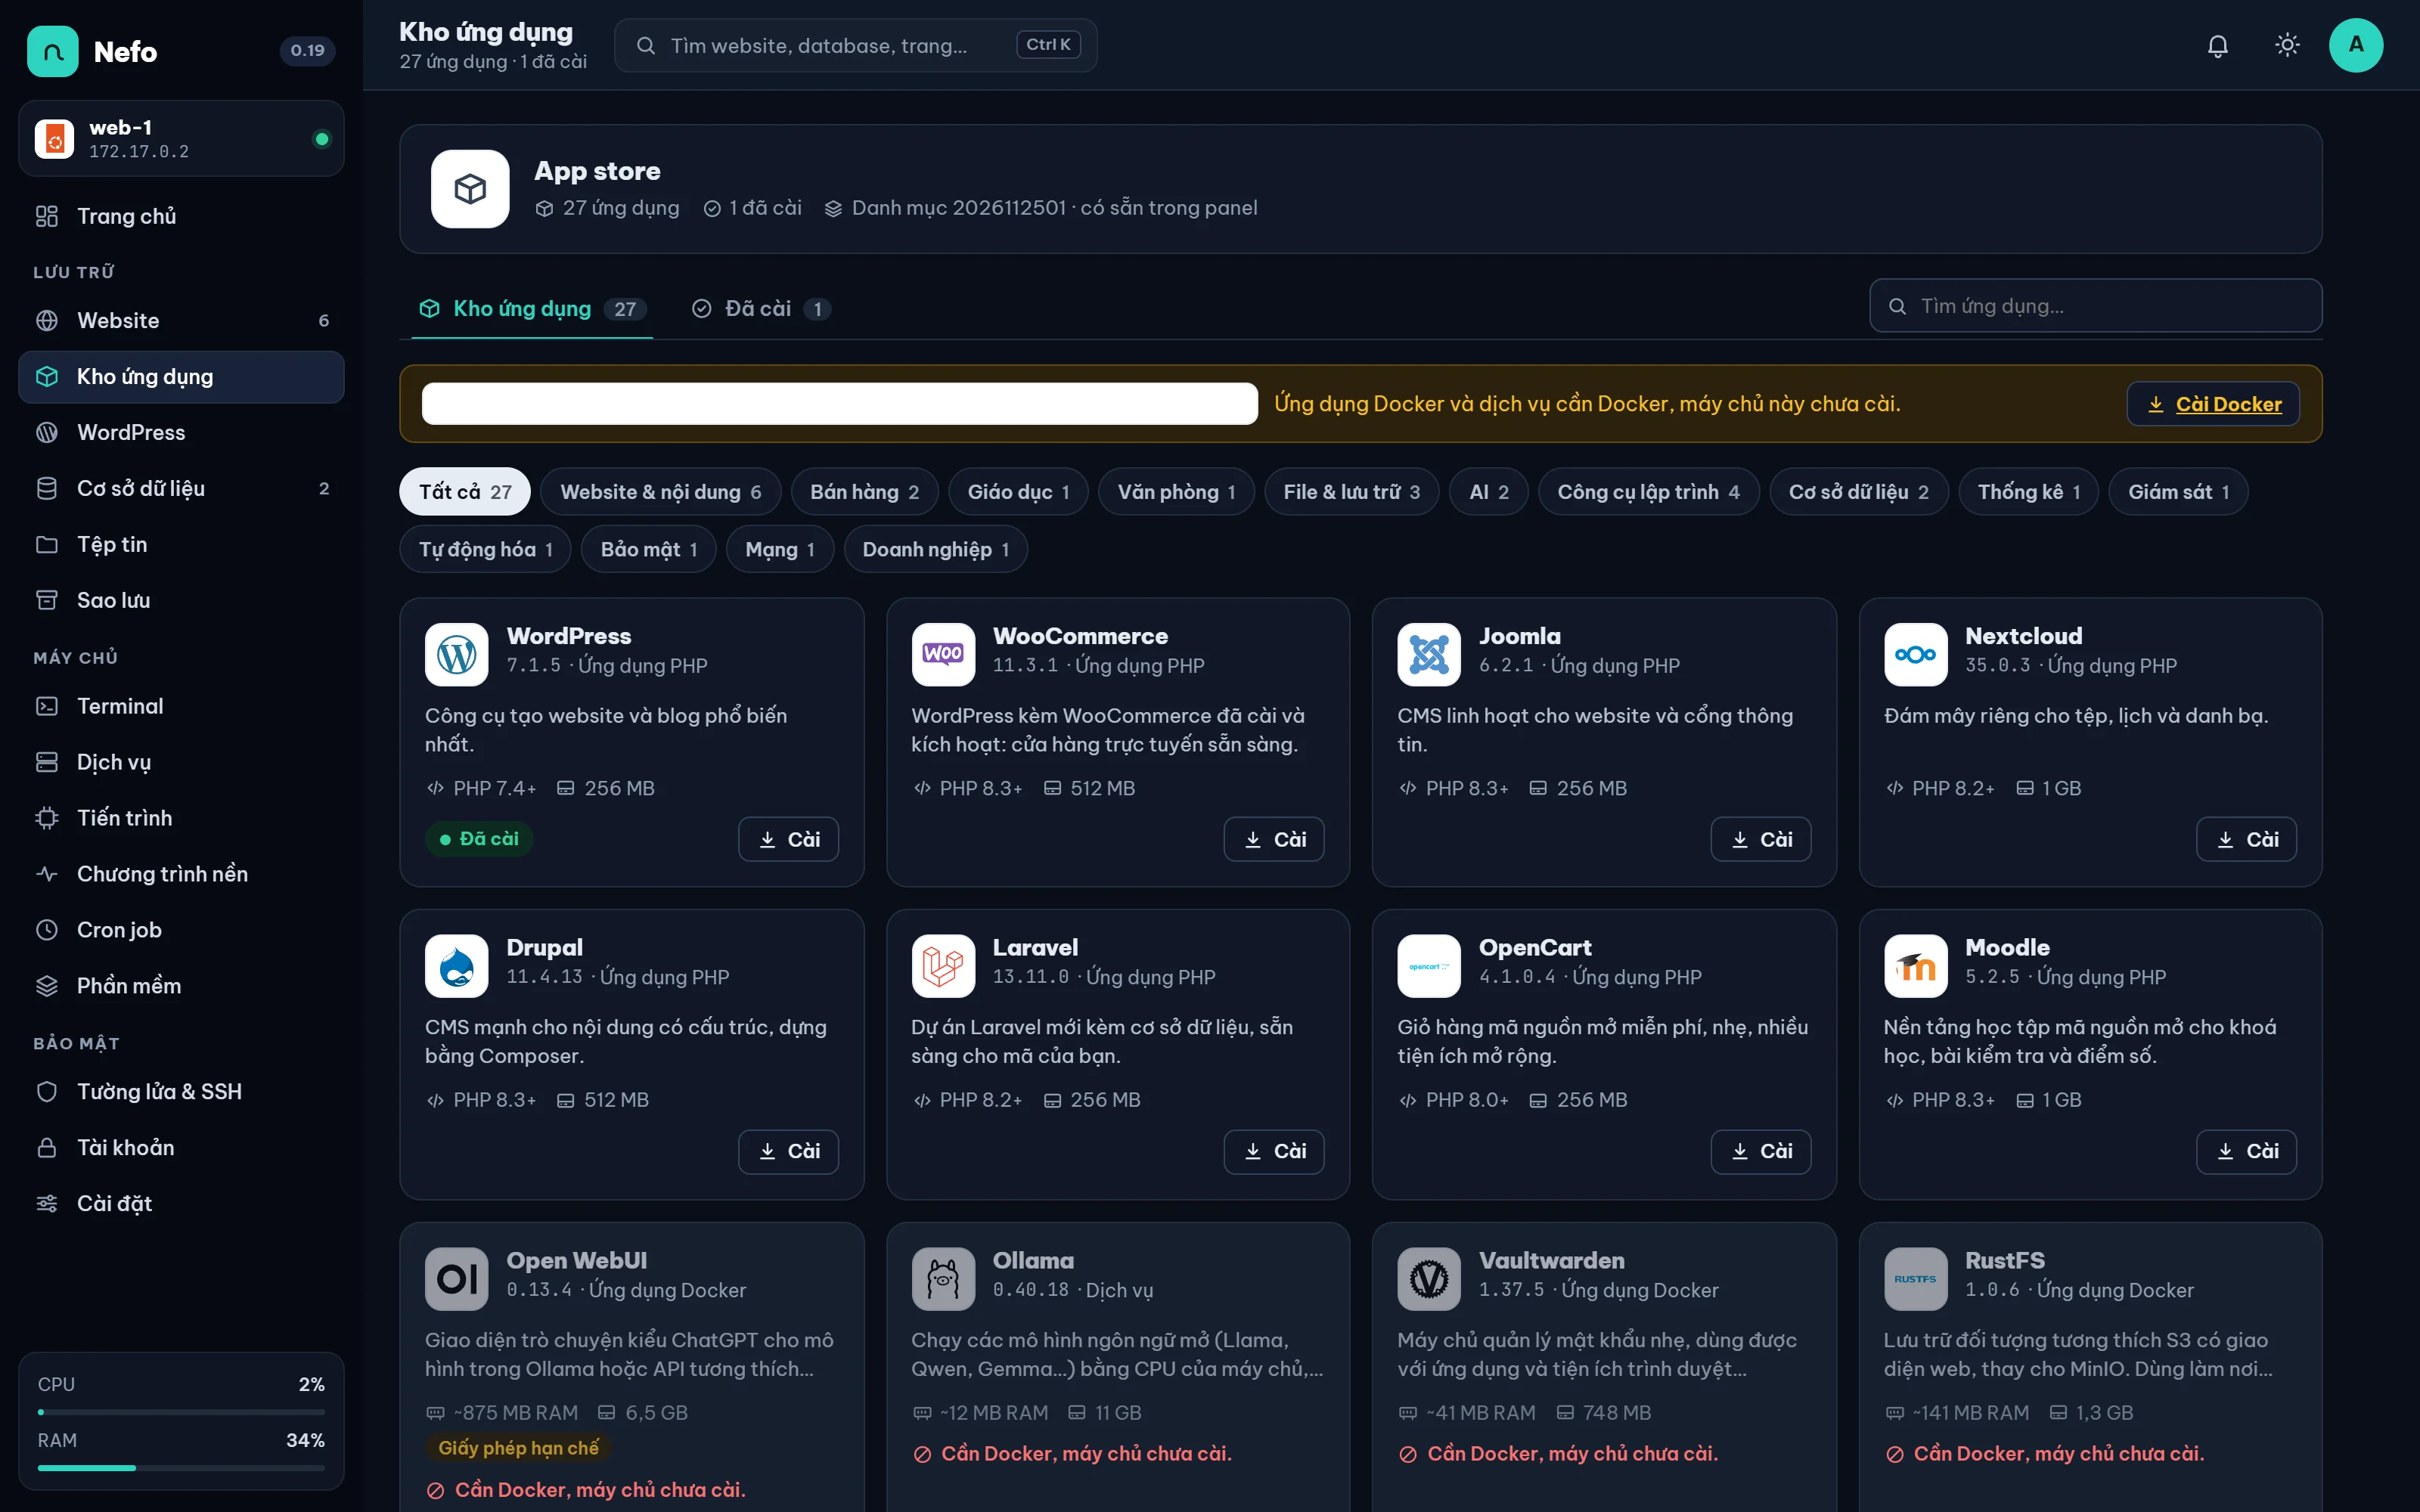 Nefo
0.19
web-1
172.17.0.2
Trang chủ
LƯU TRỮ
Website 6
Kho ứng dụng
WordPress
Cơ sở dữ liệu 2
Tệp tin
Sao lưu
MÁY CHỦ
Terminal
Dịch vụ
Tiến trình
Chương trình nền
Cron job
Phần mềm
BẢO MẬT
Tường lửa & SSH
Tài khoản
Cài đặt
CPU 2%
RAM 34%
Kho ứng dụng
27 ứng dụng · 1 đã cài
Tìm website, database, trang... Ctrl K
A
App store
27 ứng dụng 1 đã cài Danh mục 2026112501 · có sẵn trong panel
Kho ứng dụng 27 Đã cài 1
Tìm ứng dụng...
Ứng dụng Docker và dịch vụ cần Docker, máy chủ này chưa cài. Cài Docker
Tất cả 27 Website & nội dung 6 Bán hàng 2 Giáo dục 1 Văn phòng 1 File & lưu trữ 3 AI 2 Công cụ lập trình 4 Cơ sở dữ liệu 2 Thống kê 1 Giám sát 1
Tự động hóa 1 Bảo mật 1 Mạng 1 Doanh nghiệp 1
WordPress
7.1.5 · Ứng dụng PHP
Công cụ tạo website và blog phổ biến
nhất.
PHP 7.4+ 256 MB
Đã cài Cài
WOO
WooCommerce
11.3.1 · Ứng dụng PHP
WordPress kèm WooCommerce đã cài và
kích hoạt: cửa hàng trực tuyến sẵn sàng.
PHP 8.3+ 512 MB
Cài
Joomla
6.2.1 · Ứng dụng PHP
CMS linh hoạt cho website và cổng thông
tin.
PHP 8.3+ 256 MB
Cài
Nextcloud
35.0.3 · Ứng dụng PHP
Đám mây riêng cho tệp, lịch và danh bạ.
PHP 8.2+ 1 GB
Cài
Drupal
11.4.13 · Ứng dụng PHP
CMS mạnh cho nội dung có cấu trúc, dựng
bằng Composer.
PHP 8.3+ 512 MB
Cài
Laravel
13.11.0 · Ứng dụng PHP
Dự án Laravel mới kèm cơ sở dữ liệu, sẵn
sàng cho mã của bạn.
PHP 8.2+ 256 MB
Cài
opencart
OpenCart
4.1.0.4 · Ứng dụng PHP
Giỏ hàng mã nguồn mở miễn phí, nhẹ, nhiều
tiện ích mở rộng.
PHP 8.0+ 256 MB
Cài
Moodle
5.2.5 · Ứng dụng PHP
Nền tảng học tập mã nguồn mở cho khoá
học, bài kiểm tra và điểm số.
PHP 8.3+ 1 GB
Cài
OI
Open WebUI
0.13.4 · Ứng dụng Docker
Giao diện trò chuyện kiểu ChatGPT cho mô
hình trong Ollama hoặc API tương thích...
~875 MB RAM 6,5 GB
Giấy phép hạn chế
Cần Docker, máy chủ chưa cài.
Ollama
0.40.18 · Dịch vụ
Chạy các mô hình ngôn ngữ mở (Llama,
Qwen, Gemma...) bằng CPU của máy chủ,...
~12 MB RAM 11 GB
Cần Docker, máy chủ chưa cài.
Vaultwarden
1.37.5 · Ứng dụng Docker
Máy chủ quản lý mật khẩu nhẹ, dùng được
với ứng dụng và tiện ích trình duyệt...
~41 MB RAM 748 MB
Cần Docker, máy chủ chưa cài.
RUSTFS
RustFS
1.0.6 · Ứng dụng Docker
Lưu trữ đối tượng tương thích S3 có giao
diện web, thay cho MinIO. Dùng làm nơi...
~141 MB RAM 1,3 GB
Cần Docker, máy chủ chưa cài.